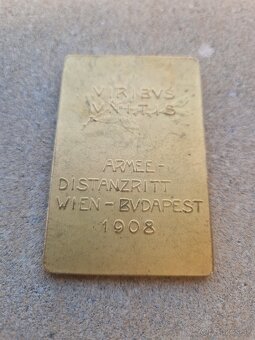 VIRIBVS
VNITIS
ARMEE-
DISTANZRITT
WIEN-BVDAPEST
1908